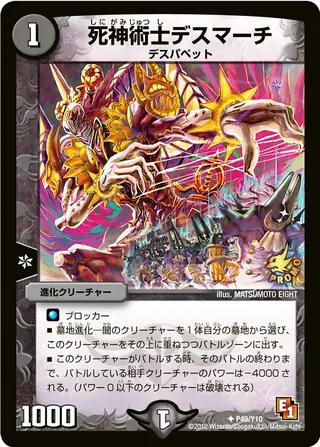 1
しにがみじゅつし
死神術士デスマーチ
デスパペット
PROMO
illus. MATSUMOTO EIGHT
進化クリーチャー
ブロッカー
■ 墓地進化－闇のクリーチャーを1体自分の墓地から選び、
このクリーチャーをその上に重ねつつバトルゾーンに出す。
■ このクリーチャーがバトルする時、そのバトルの終わりま
で、バトルしている相手クリーチャーのパワーは-4000さ
れる。(パワー0以下のクリーチャーは破壊される)
1000
E1
P49/Y10
©2012 Wizards/Shogakukan/Mitsui-Kids